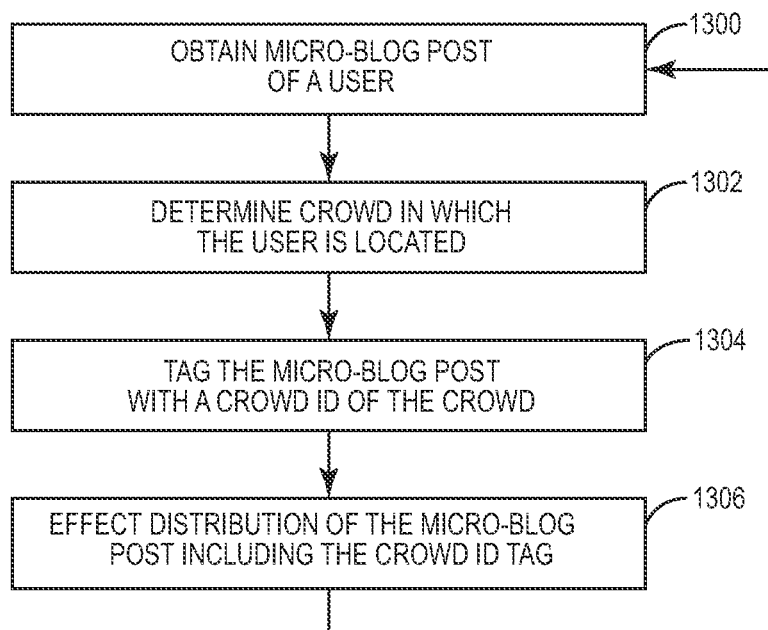 1300
OBTAIN MICRO-BLOG POST
OF A USER
1302
DETERMINE CROWD IN WHICH
THE USER IS LOCATED
1304
TAG THE MICRO-BLOG POST
WITH A CROWD ID OF THE CROWD
1306
EFFECT DISTRIBUTION OF THE MICRO-BLOG
POST INCLUDING THE CROWD ID TAG